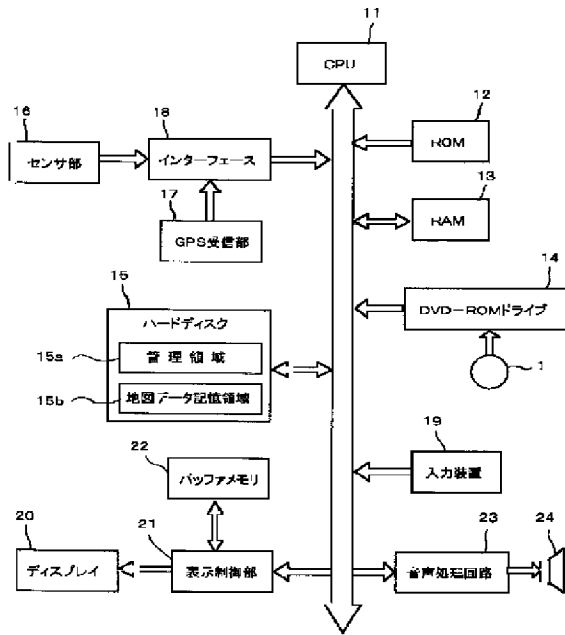 11
CPU
16
センサ部
18
インターフェース
12
ROM
17
GPS受信部
13
RAM
15
ハードディスク
15a
管理領域
15b
地図データ記憶領域
14
DVD-ROMドライブ
1
22
バッファメモリ
19
入力装置
20
ディスプレイ
21
表示制御部
23
音声処理回路
24